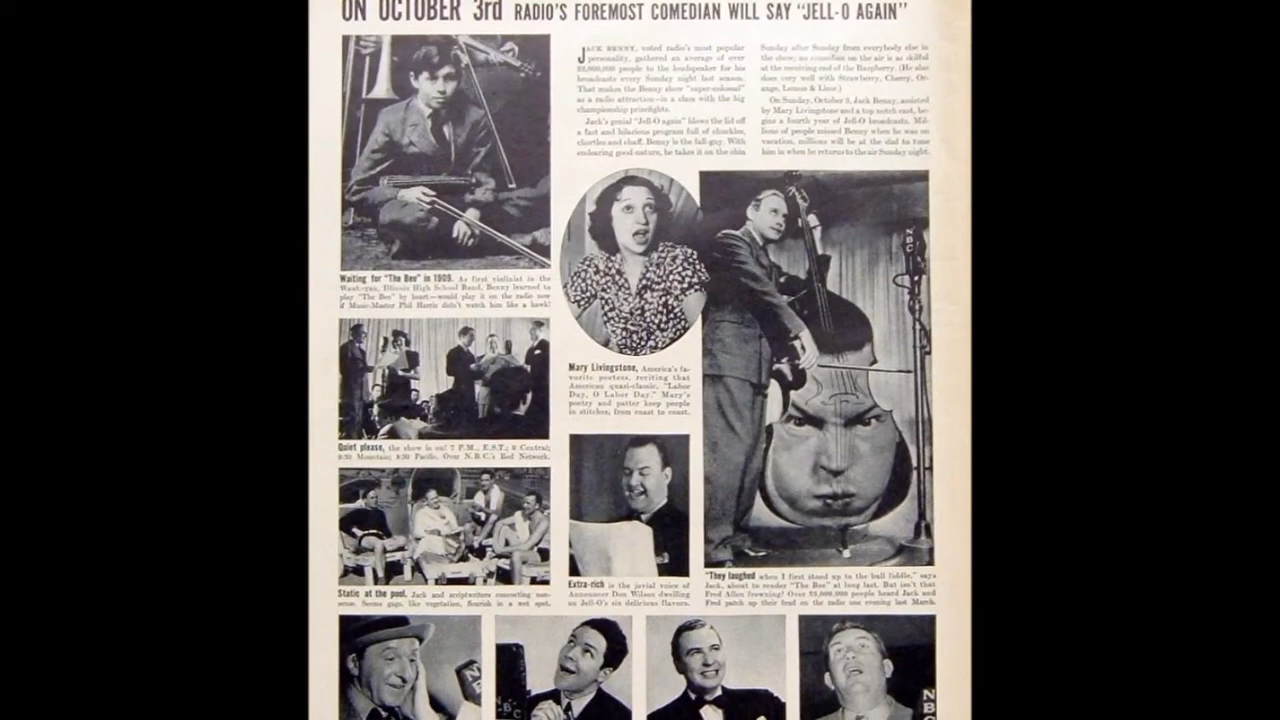 ON OCTOBER 3rd RADIO'S FOREMOST COMEDIAN WILL SAY "JELL-O AGAIN"
JACK BENNY, voted radio's most popular
personality, gathered an average of over
personality people to the loudspeaker for his
broadcasts every Sunday night last season.
That makes the Benny show "super-colossal"
as a radio attraction—in a class with the big
championship prizefights.
Jack's genial "Jell-O again" blows the lid off
a fast and hilarious program full of chuckles,
chortles and chaff. Benny is the fall-guy. With
endearing good-nature, he takes it on the chin
Sunday after Sunday from everybody else in
the show; no comedian on the air is as skilful
at the receiving end of the Raspberry. (He also
does very well with Strawberry, Cherry, Or-
ange, Lemon & Lime.)
On Sunday, October 3, Jack Benny, assisted
by Mary Livingstone and a top notch cast, be-
gins a fourth year of Jell-O broadcasts. Mil-
lions of people missed Benny when he was on
vacation, millions will be at the dial to tune
him in when he returns to the air Sunday night.
Waiting for "The Bee" in 1909. As first violinist in the
Waukegan, Illinois High School Band, Benny learned to
play "The Bee" by heart—would play it on the radio now
if Music-Master Phil Harris didn't watch him like a hawk!
Quiet please, the show is on! 7 P.M., E.S.T.; 6 Central;
8:30 Mountain; 8:30 Pacific. Over N.B.C.'s Red Network.
Static at the pool. Jack and scriptwriters concocting non-
sense. Seems gags, like vegetation, flourish in a wet spot.
Mary Livingstone, America's fa-
vorite poetess, reciting that
American quasi-classic, "Labor
Day, O Labor Day." Mary's
poetry and patter keep people
in stitches, from coast to coast.
Extra-rich is the jovial voice of
Announcer Don Wilson dwelling
on Jell-O's six delicious flavors.
NBC
"They laughed when I first stood up to the bull fiddle," says
Jack, about to render "The Bee" at long last. But isn't that
Fred Allen frowning? Over people heard Jack and
Fred patch up their feud on the radio one evening last March.
NBC
NBC